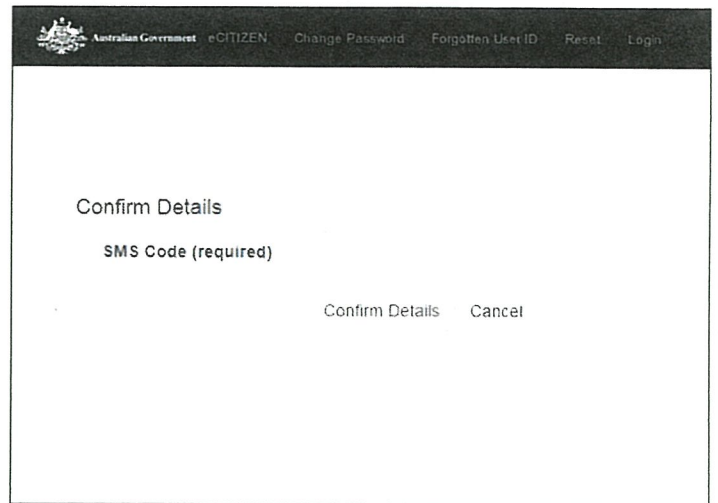 Australian Government eCITIZEN Change Password Forgotten User ID Reset Login
Confirm Details
SMS Code (required)
Confirm Details Cancel